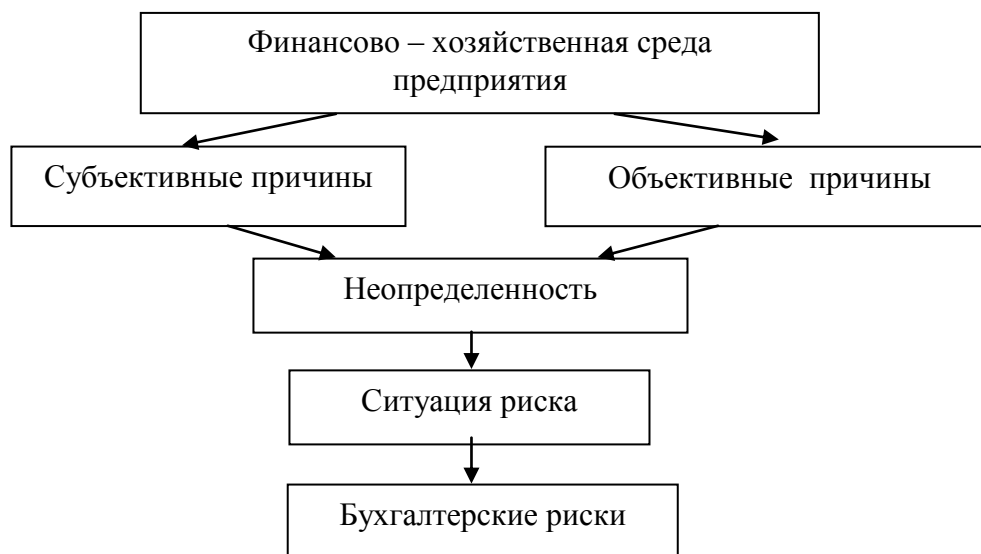 Финансово – хозяйственная среда
предприятия
Субъективные причины
Объективные причины
Неопределенность
Ситуация риска
Бухгалтерские риски